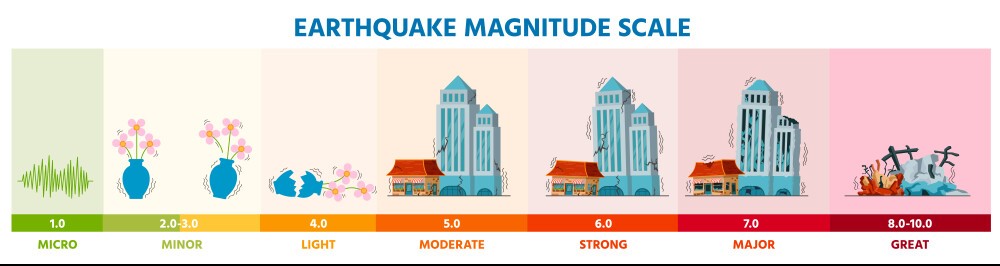 EARTHQUAKE MAGNITUDE SCALE
1.0 2.0-3.0 4.0 5.0 6.0 7.0 8.0-10.0
MICRO MINOR LIGHT MODERATE STRONG MAJOR GREAT